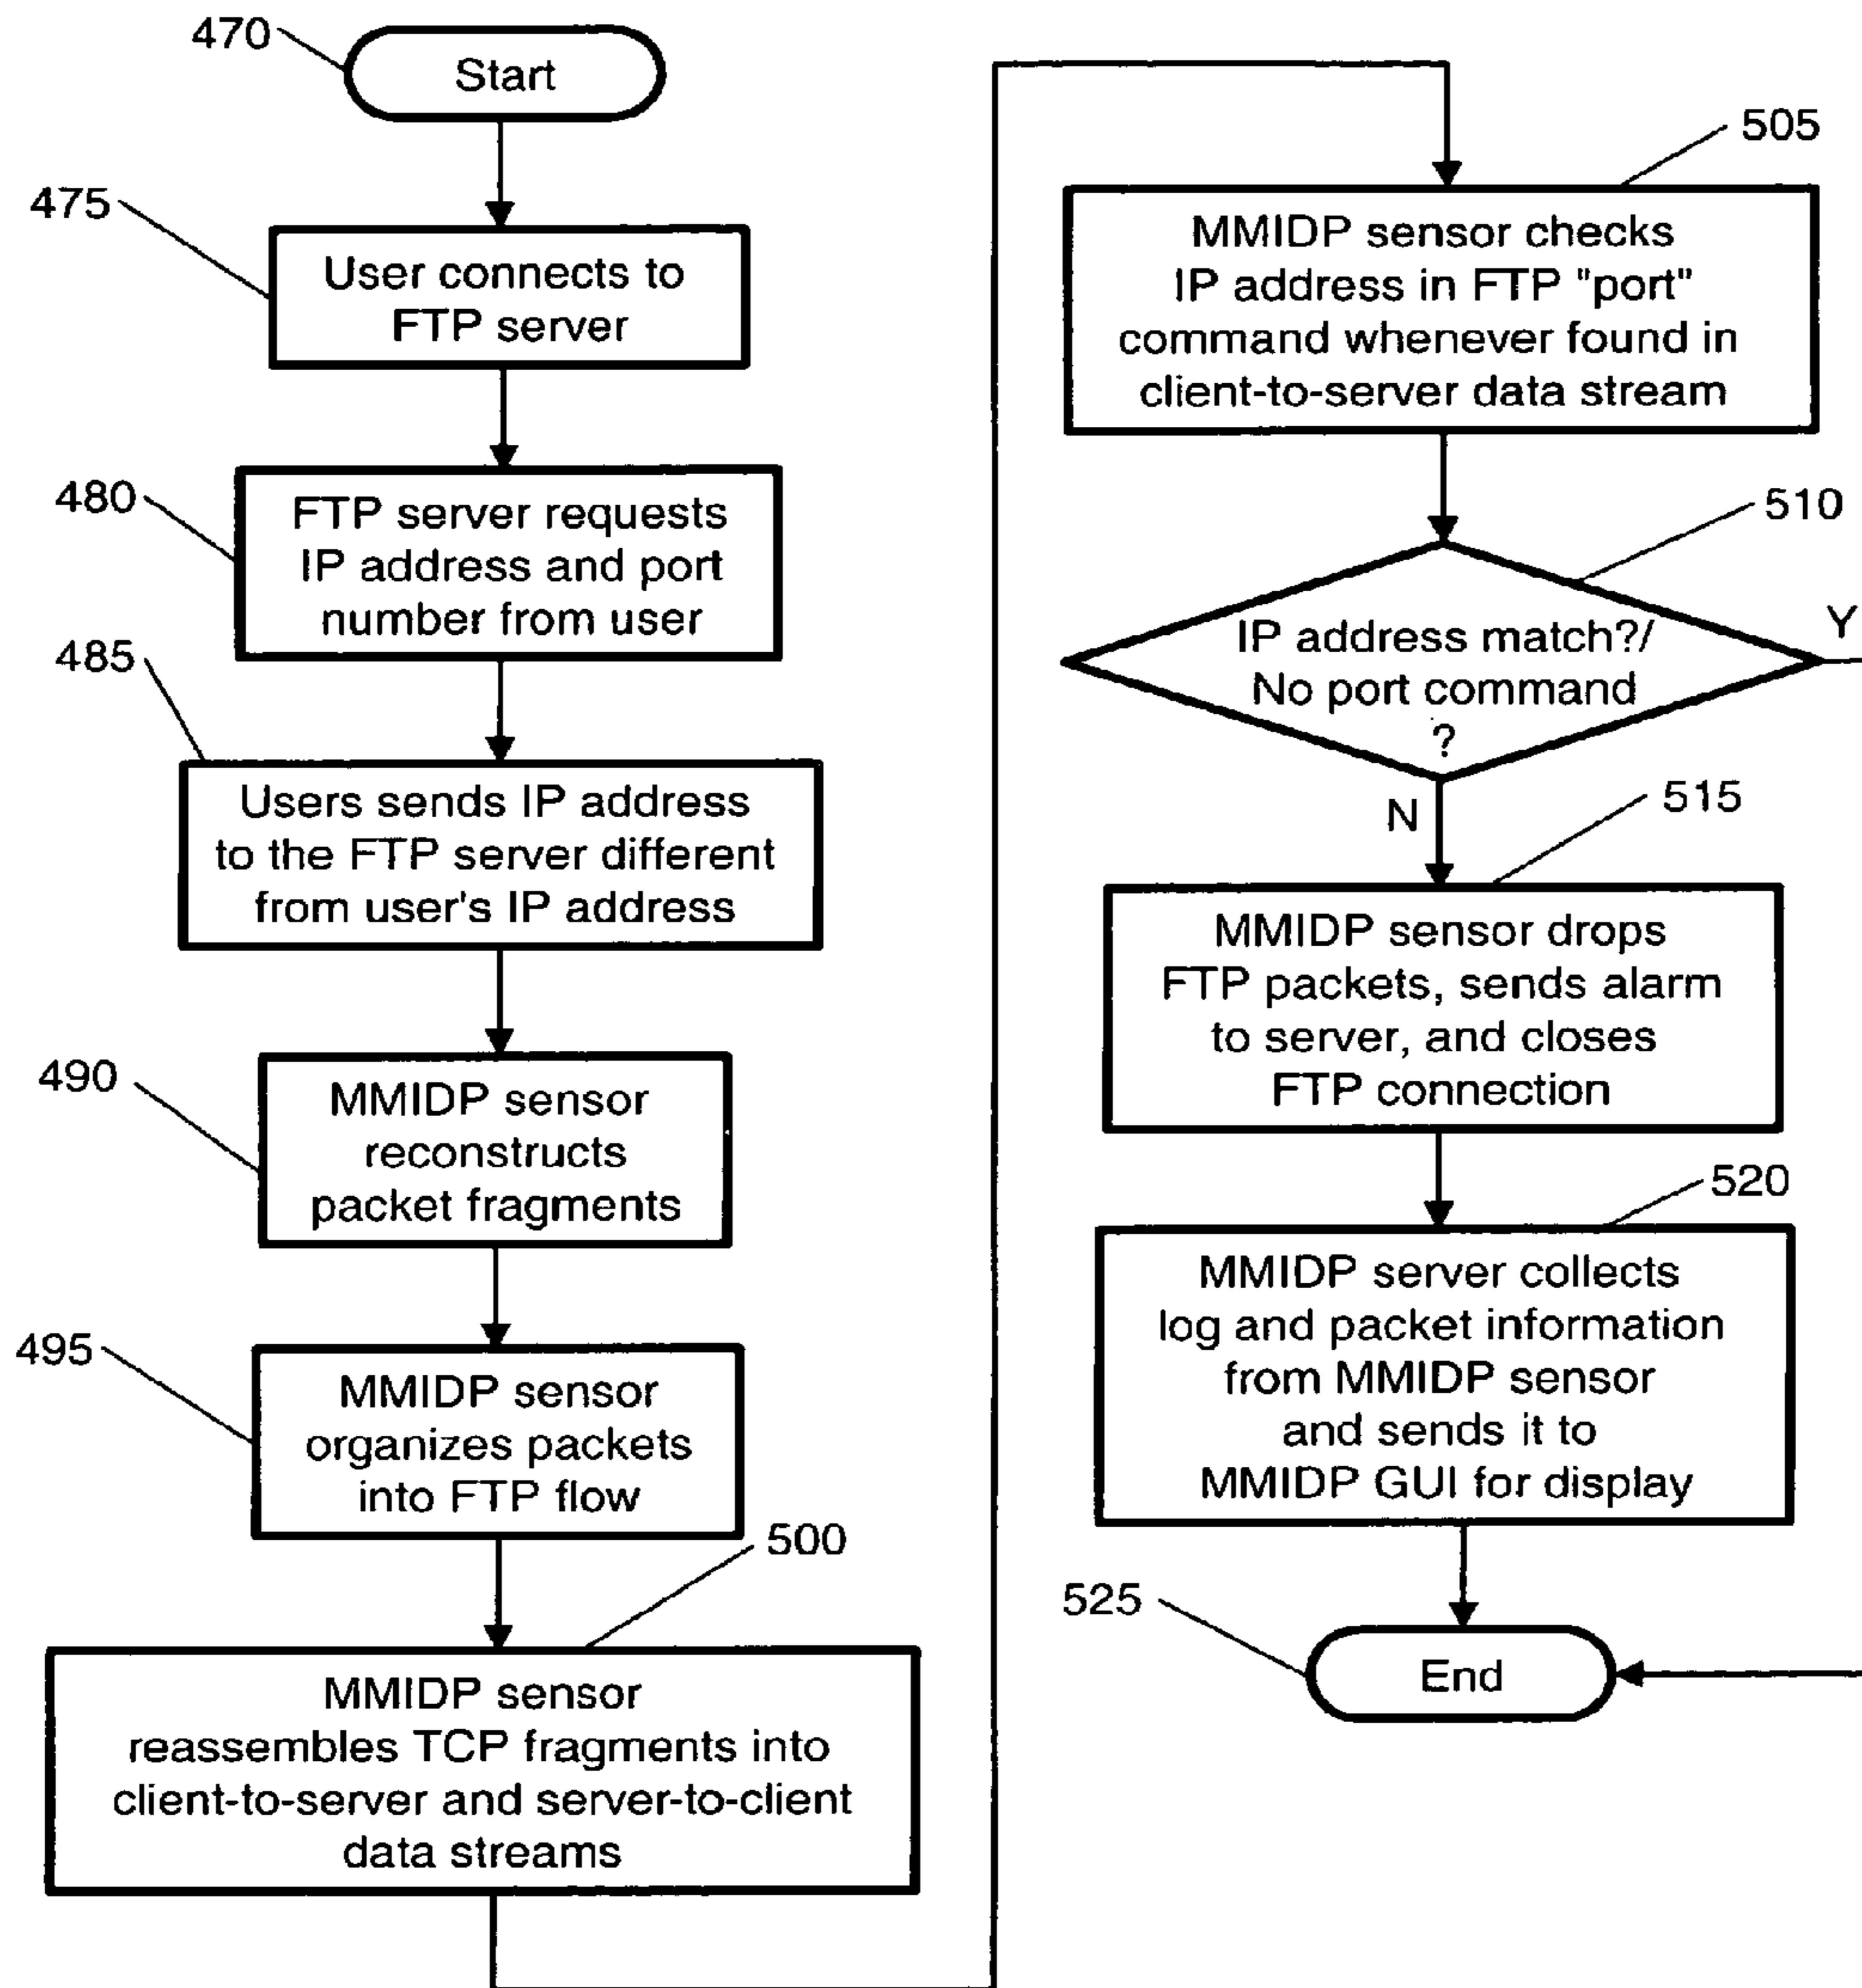 470
Start
475
User connects to
FTP server
480
FTP server requests
IP address and port
number from user
485
Users sends IP address
to the FTP server different
from user's IP address
490
MMIDP sensor
reconstructs
packet fragments
495
MMIDP sensor
organizes packets
into FTP flow
500
MMIDP sensor
reassembles TCP fragments into
client-to-server and server-to-client
data streams
505
MMIDP sensor checks
IP address in FTP "port"
command whenever found in
client-to-server data stream
510
IP address match?/
No port command
?
Y
N
515
MMIDP sensor drops
FTP packets, sends alarm
to server, and closes
FTP connection
520
MMIDP server collects
log and packet information
from MMIDP sensor
and sends it to
MMIDP GUI for display
525
End